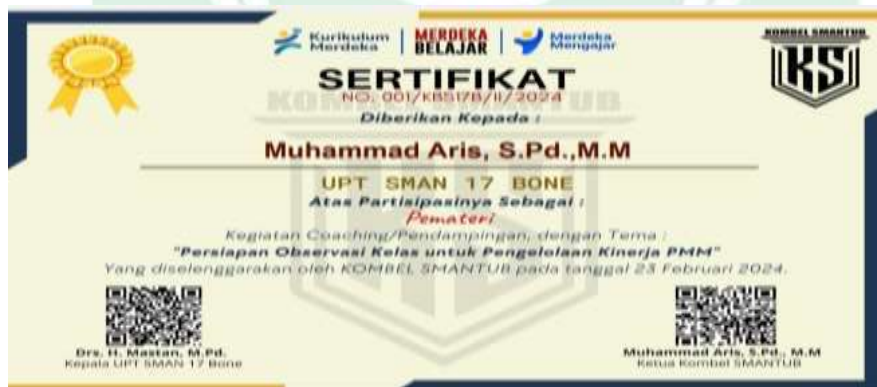 Kurikulum Merdeka | MERDEKA BELAJAR | Merdeka Mengajar
KOMBEL SMANTUB
KS
SERTIFIKAT
KOMBEL SMANTUB
NO. 001/KBS17B/II/2024
Diberikan Kepada :
Muhammad Aris, S.Pd.,M.M
UPT SMAN 17 BONE
Atas Partisipasinya Sebagai :
Pemateri
Kegiatan Coaching/Pendampingan, dengan Tema :
"Persiapan Observasi Kelas untuk Pengelolaan Kinerja PMM"
Yang diselenggarakan oleh KOMBEL SMANTUB pada tanggal 23 Februari 2024.
Drs. H. Mastan, M.Pd.
Kepala UPT SMAN 17 Bone
Muhammad Aris, S.Pd., M.M
Ketua Kombel SMANTUB